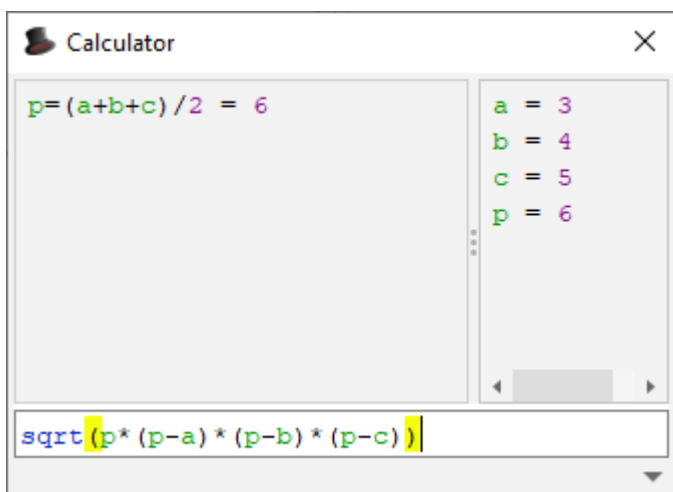 Calculator
p=(a+b+c)/2 = 6
a = 3
b = 4
c = 5
p = 6
sqrt(p*(p-a)*(p-b)*(p-c))